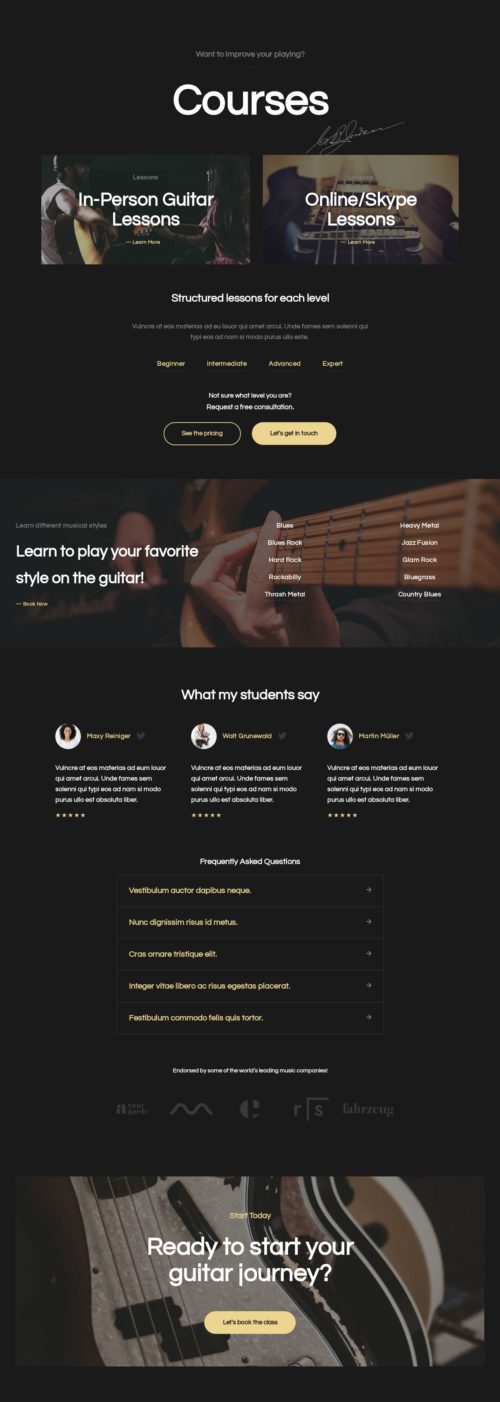 Want to improve your playing?
Courses
Lessons
In-Person Guitar
Lessons
— Learn More
Lessons
Online/Skype
Lessons
— Learn More
Structured lessons for each level
Vulncre at eos materias ad eu louor qui amet arcui. Unde fames sem solenni qui
typi eos ad nam si modo purus ullo este.
Beginner Intermediate Advanced Expert
Not sure what level you are?
Request a free consultation.
See the pricing Let's get in touch
Learn different musical styles
Learn to play your favorite
style on the guitar!
— Book Now
Blues
Blues Rock
Hard Rock
Rockabilly
Thrash Metal
Heavy Metal
Jazz Fusion
Glam Rock
Bluegrass
Country Blues
What my students say
Maxy Reiniger
Vulncre at eos materias ad eum louor
qui amet arcui. Unde fames sem
solenni qui typi eos ad nam si modo
purus ullo est absoluta liber.
★★★★★
Walt Grunewald
Vulncre at eos materias ad eum louor
qui amet arcui. Unde fames sem
solenni qui typi eos ad nam si modo
purus ullo est absoluta liber.
★★★★★
Martin Müller
Vulncre at eos materias ad eum louor
qui amet arcui. Unde fames sem
solenni qui typi eos ad nam si modo
purus ullo est absoluta liber.
★★★★★
Frequently Asked Questions
Vestibulum auctor dapibus neque.
Nunc dignissim risus id metus.
Cras ornare tristique elit.
Integer vitae libero ac risus egestas placerat.
Festibulum commodo felis quis tortor.
Endorsed by some of the world's leading music companies!
avant
garde
r s
fahrzeug
Start Today
Ready to start your
guitar journey?
Let's book the class